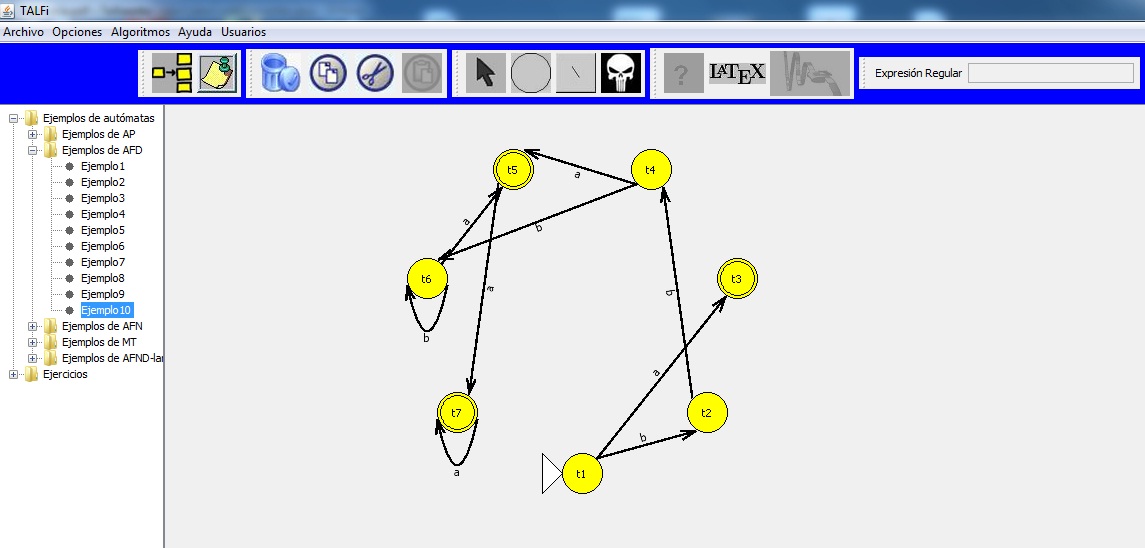 TALFi
Archivo Opciones Algoritmos Ayuda Usuarios
? LATEX Expresión Regular
Ejemplos de autómatas
Ejemplos de AP
Ejemplos de AFD
Ejemplo1
Ejemplo2
Ejemplo3
Ejemplo4
Ejemplo5
Ejemplo6
Ejemplo7
Ejemplo8
Ejemplo9
Ejemplo10
Ejemplos de AFN
Ejemplos de MT
Ejemplos de AFND-la
Ejercicios
t5
t4
a
a
b
t6
t3
a
b
b
a
t7
t2
b
a
t1